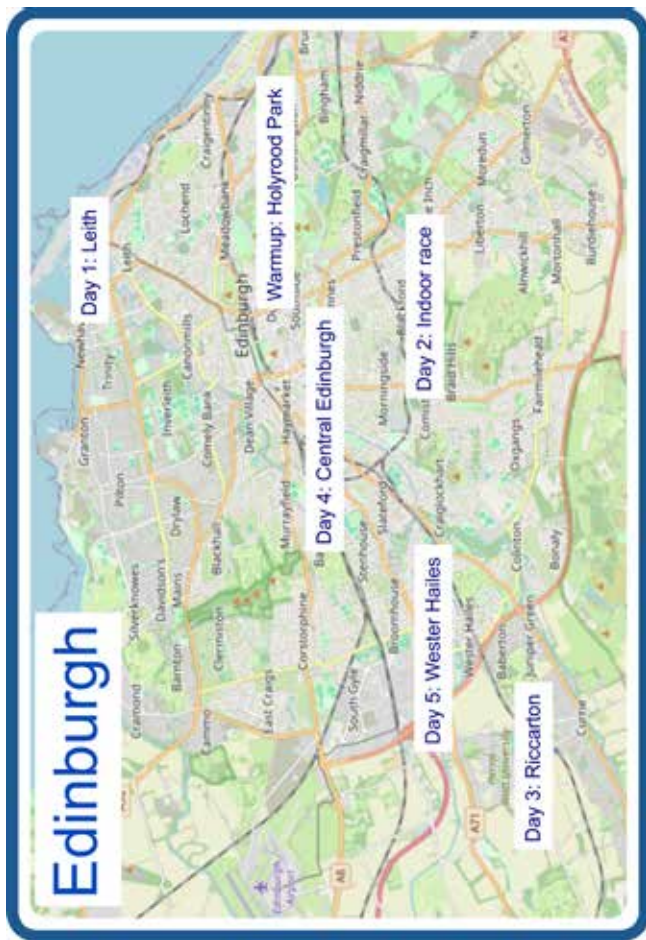 Edinburgh
Day 1: Leith
Warmup: Holyrood Park
Day 4: Central Edinburgh
Day 2: Indoor race
Day 5: Wester Hailes
Day 3: Riccarton
Granton
Trinity
Leith
Pilton
Silverknowes
Cramond
Davidson's
Mains
Drylaw
Inverleith
Canonmills
Lochend
Craigentinny
Barnton
Comely Bank
Meadowbank
Cammo
Clermiston
Blackhall
Dean Village
Edinburgh
East Craigs
Corstorphine
Murrayfield
Haymarket
Bingham
Niddrie
Edinburgh
Airport
A8
South Gyle
Stenhouse
Prestonfield
Craigmillar
Broomhouse
Slateford
Morningside
Blackford
Inch
Craiglockhart
Braid Hills
Liberton
Moredun
Wester Hailes
A71
University
Baberton
Colinton
Oxgangs
Fairmilehead
Alnwickhill
Gilmerton
Juniper Green
Bonaly
Mortonhall
Currie
Burdiehouse